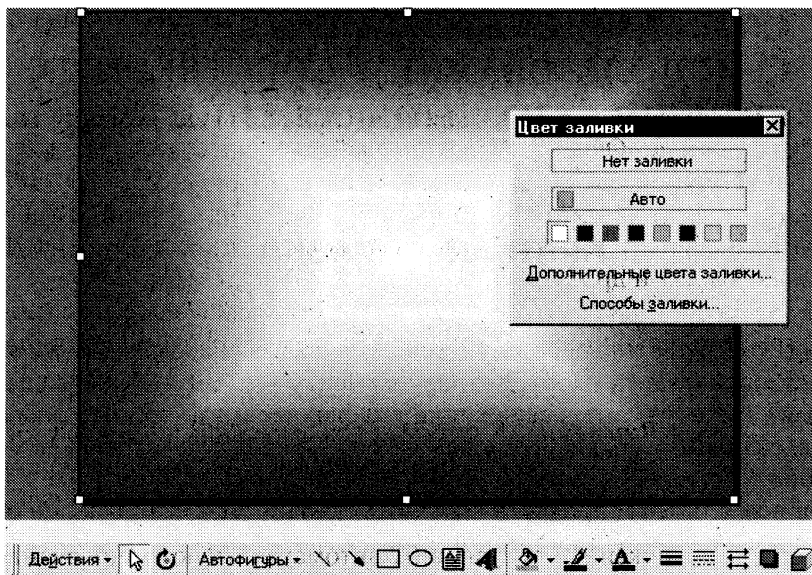 Цвет заливки
Нет заливки
Авто
Дополнительные цвета заливки...
Способы заливки...
Действия
Автофигуры